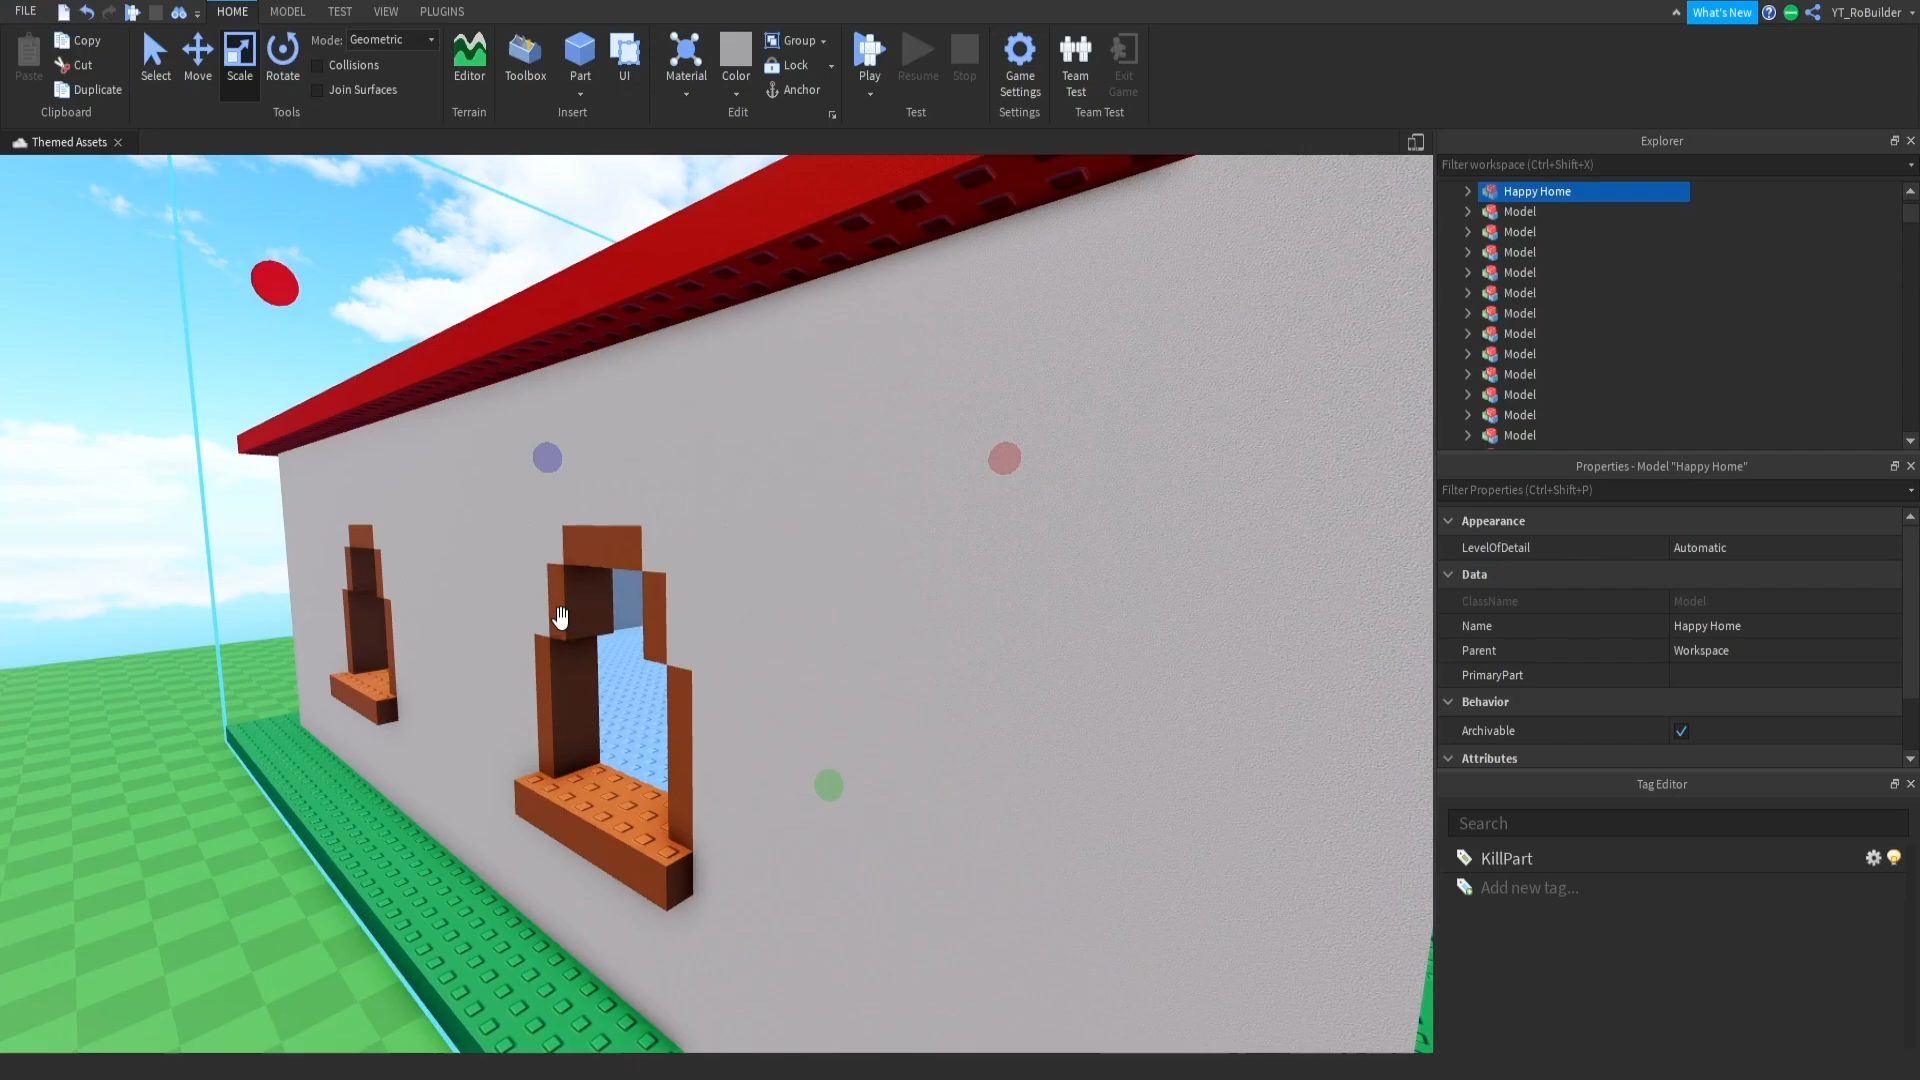 FILE HOME MODEL TEST VIEW PLUGINS What's New YT_RoBuilder
Paste Copy Cut Duplicate Clipboard
Select Move Scale Rotate Mode: Geometric Collisions Join Surfaces Tools
Editor Terrain
Toolbox Part UI Insert
Material Color Group Lock Anchor Edit
Play Resume Stop Test
Game Settings Settings
Team Test Exit Game Team Test
Themed Assets
Explorer
Filter workspace (Ctrl+Shift+X)
Happy Home
Model
Model
Model
Model
Model
Model
Model
Model
Model
Model
Model
Model
Properties - Model "Happy Home"
Filter Properties (Ctrl+Shift+P)
Appearance
LevelOfDetail Automatic
Data
ClassName Model
Name Happy Home
Parent Workspace
PrimaryPart
Behavior
Archivable
Attributes
Tag Editor
Search
KillPart
Add new tag...